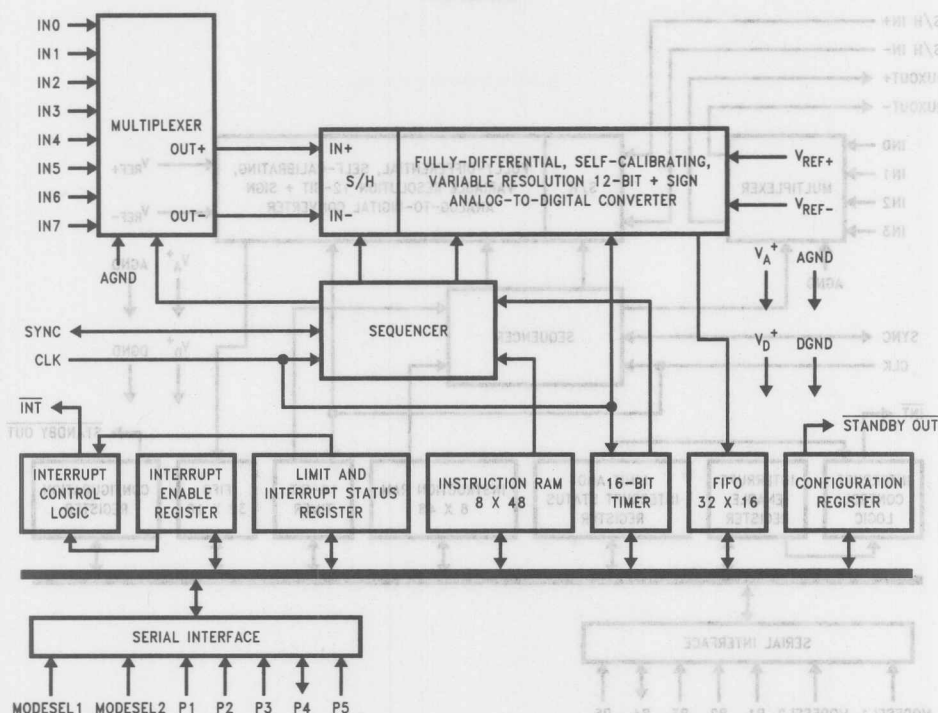 IN0
IN1
IN2
IN3
IN4
IN5
IN6
IN7
MULTIPLEXER
OUT+
OUT-
IN+
S/H
IN-
FULLY-DIFFERENTIAL, SELF-CALIBRATING,
VARIABLE RESOLUTION 12-BIT + SIGN
ANALOG-TO-DIGITAL CONVERTER
VREF+
VREF-
AGND
VA+ AGND
SYNC
CLK
SEQUENCER
VD+ DGND
INT
STANDBY OUT
INTERRUPT
CONTROL
LOGIC
INTERRUPT
ENABLE
REGISTER
LIMIT AND
INTERRUPT STATUS
REGISTER
INSTRUCTION RAM
8 X 48
16-BIT
TIMER
FIFO
32 X 16
CONFIGURATION
REGISTER
SERIAL INTERFACE
MODESEL1 MODESEL2 P1 P2 P3 P4 P5